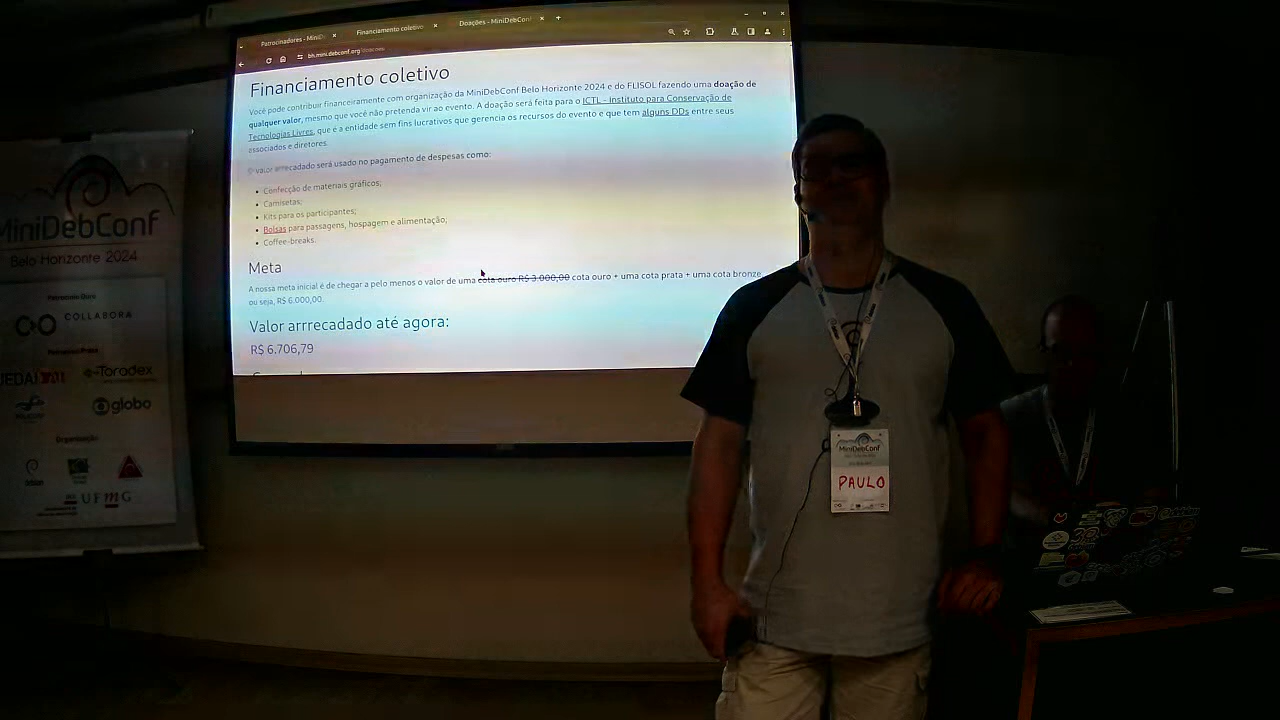 Patrocinadores - MiniD
Financiamento coletivo
Doações - MiniDebConf
bh.mini.debconf.org
Financiamento coletivo
Você pode contribuir financeiramente com organização da MiniDebConf Belo Horizonte 2024 e do FLISOL fazendo uma doação de
qualquer valor, mesmo que você não pretenda vir ao evento. A doação será feita para o ICTL - Instituto para Conservação de
Tecnologias Livres, que é a entidade sem fins lucrativos que gerencia os recursos do evento e que tem alguns DDs entre seus
associados e diretores.
O valor arrecadado será usado no pagamento de despesas como:
Confecção de materiais gráficos;
Camisetas;
Kits para os participantes;
Bolsas para passagens, hospagem e alimentação;
Coffee-breaks.
Meta
A nossa meta inicial é de chegar a pelo menos o valor de uma cota ouro R$ 3.000,00 cota ouro + uma cota prata + uma cota bronze,
ou seja, R$ 6.000,00.
Valor arrrecadado até agora:
R$ 6.706,79
MiniDebConf
Belo Horizonte 2024
Patrocínio Ouro
COLLABORA
Patrocínio Prata
Toradex
globo
Organização
UFMG
MiniDebConf
PAULO